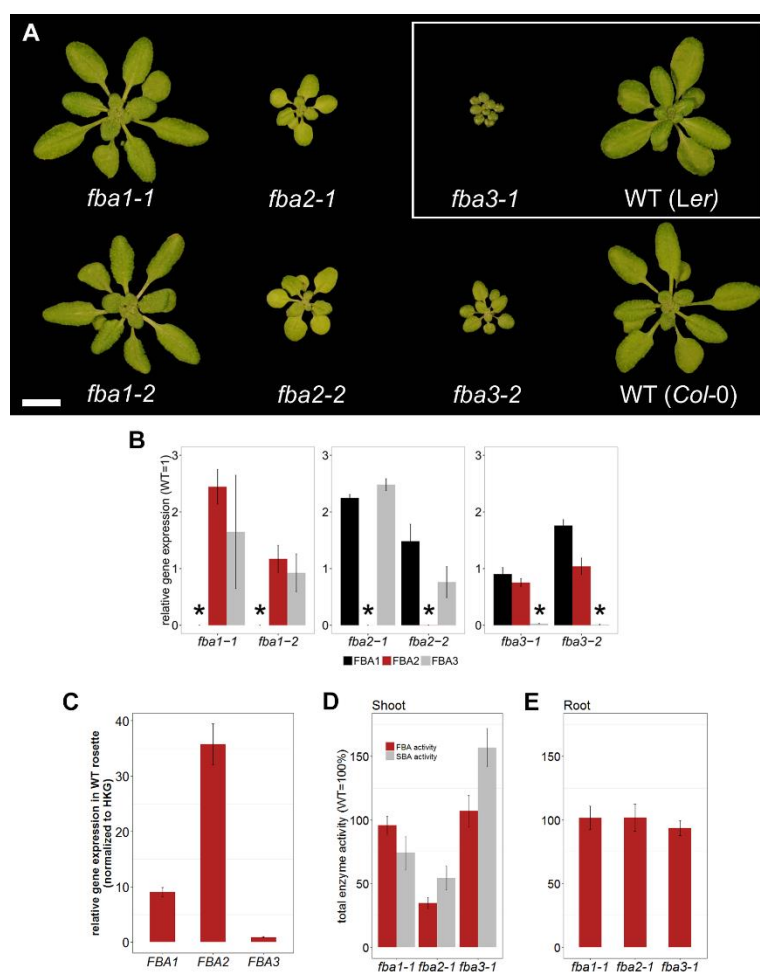 A
fba1-1 fba2-1 fba3-1 WT (Ler)
fba1-2 fba2-2 fba3-2 WT (Col-0)
B
relative gene expression (WT=1)
3 3 3
2 2 2
1 1 1
0 0 0
* * * * * *
fba1-1 fba1-2 fba2-1 fba2-2 fba3-1 fba3-2
FBA1 FBA2 FBA3
C
relative gene expression in WT rosette
(normalized to HKG)
40
30
20
10
0
FBA1 FBA2 FBA3
D
Shoot
total enzyme activity (WT=100%)
FBA activity
SBA activity
150
100
50
0
fba1-1 fba2-1 fba3-1
E
Root
150
100
50
0
fba1-1 fba2-1 fba3-1